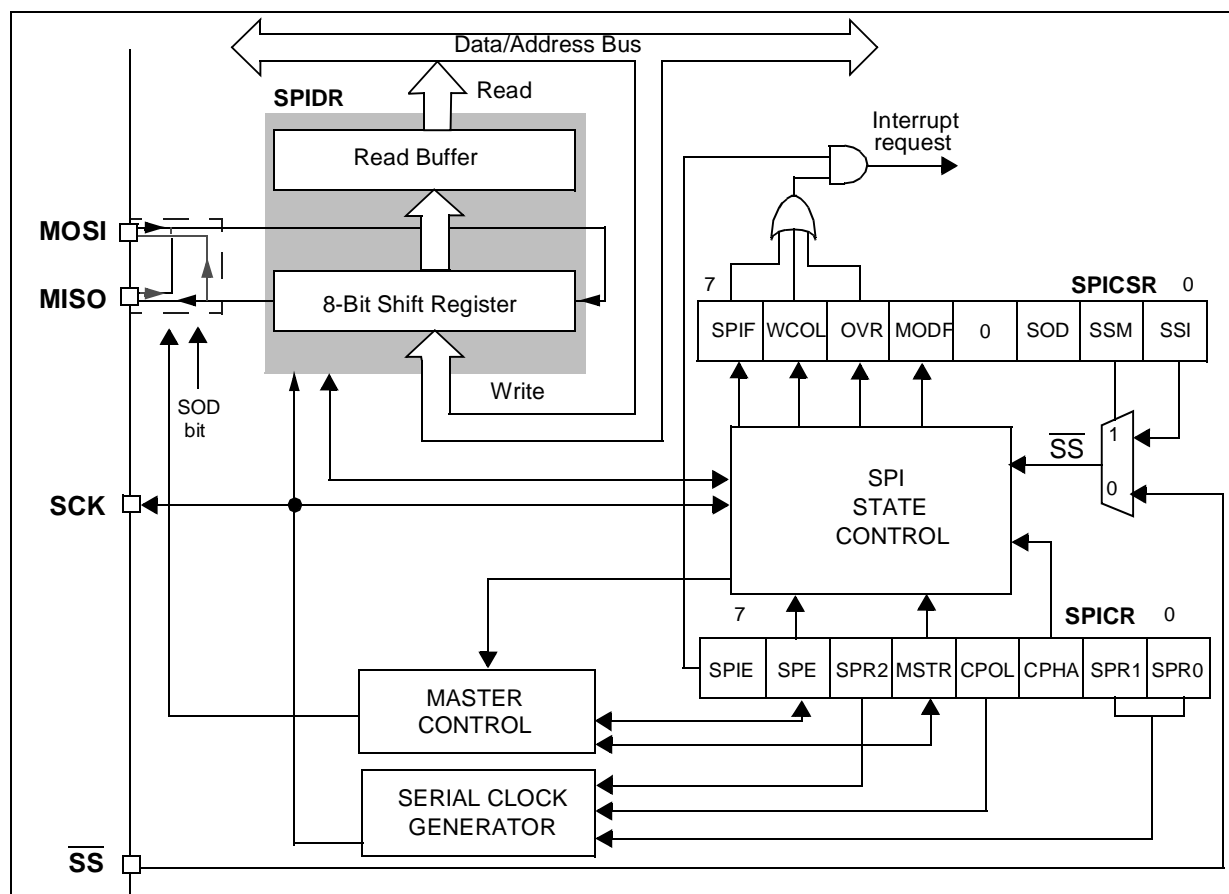 Data/Address Bus
SPIDR
Read
Read Buffer
Interrupt
request
MOSI
MISO
8-Bit Shift Register
7
SPICSR
0
SPIF
WCOL
OVR
MODF
0
SOD
SSM
SSI
Write
SOD
bit
1
0
SS
SCK
SPI
STATE
CONTROL
7
SPICR
0
SPIE
SPE
SPR2
MSTR
CPOL
CPHA
SPR1
SPR0
MASTER
CONTROL
SERIAL CLOCK
GENERATOR
SS